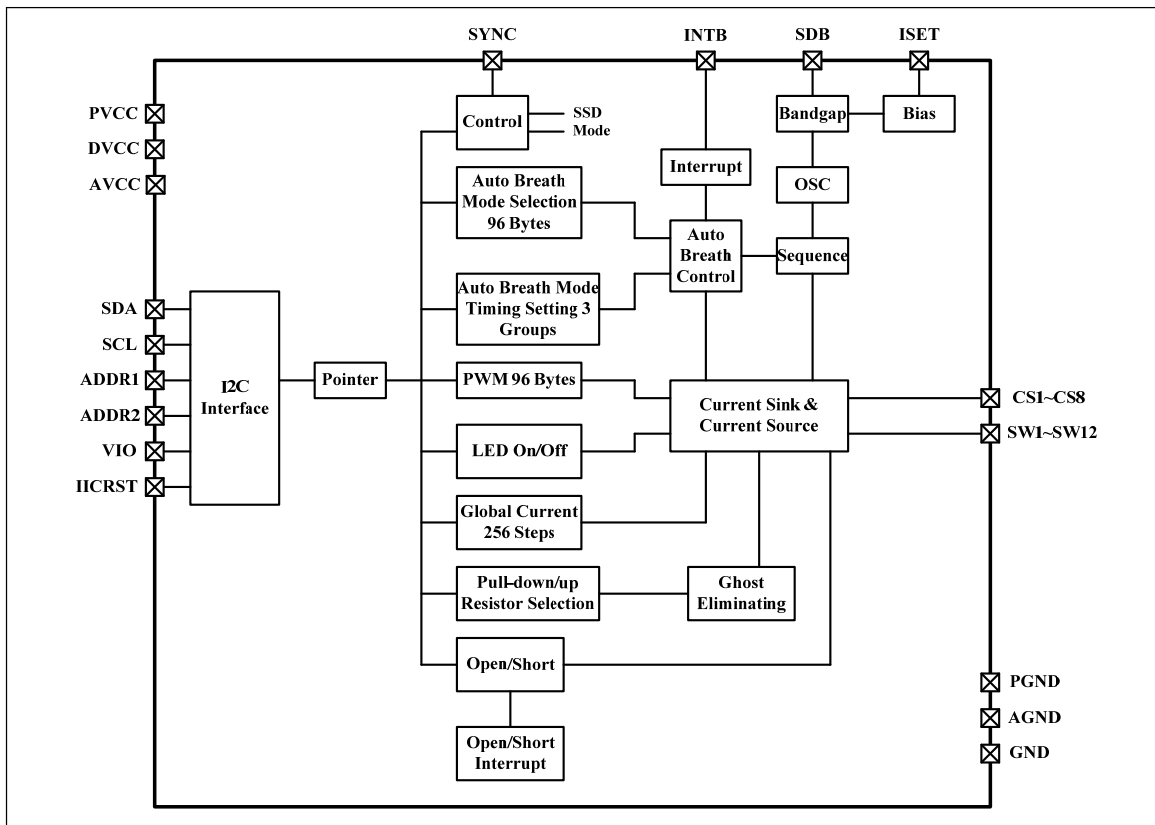 SYNC
INTB
SDB
ISET
PVCC
DVCC
AVCC
Control
SSD
Mode
Bandgap
Bias
Interrupt
OSC
Auto Breath
Mode Selection
96 Bytes
Auto
Breath
Control
Sequence
Auto Breath Mode
Timing Setting 3
Groups
SDA
SCL
ADDR1
ADDR2
VIO
IICRST
I2C
Interface
Pointer
PWM 96 Bytes
Current Sink &
Current Source
CS1~CS8
SW1~SW12
LED On/Off
Global Current
256 Steps
Pull-down/up
Resistor Selection
Ghost
Eliminating
Open/Short
Open/Short
Interrupt
PGND
AGND
GND